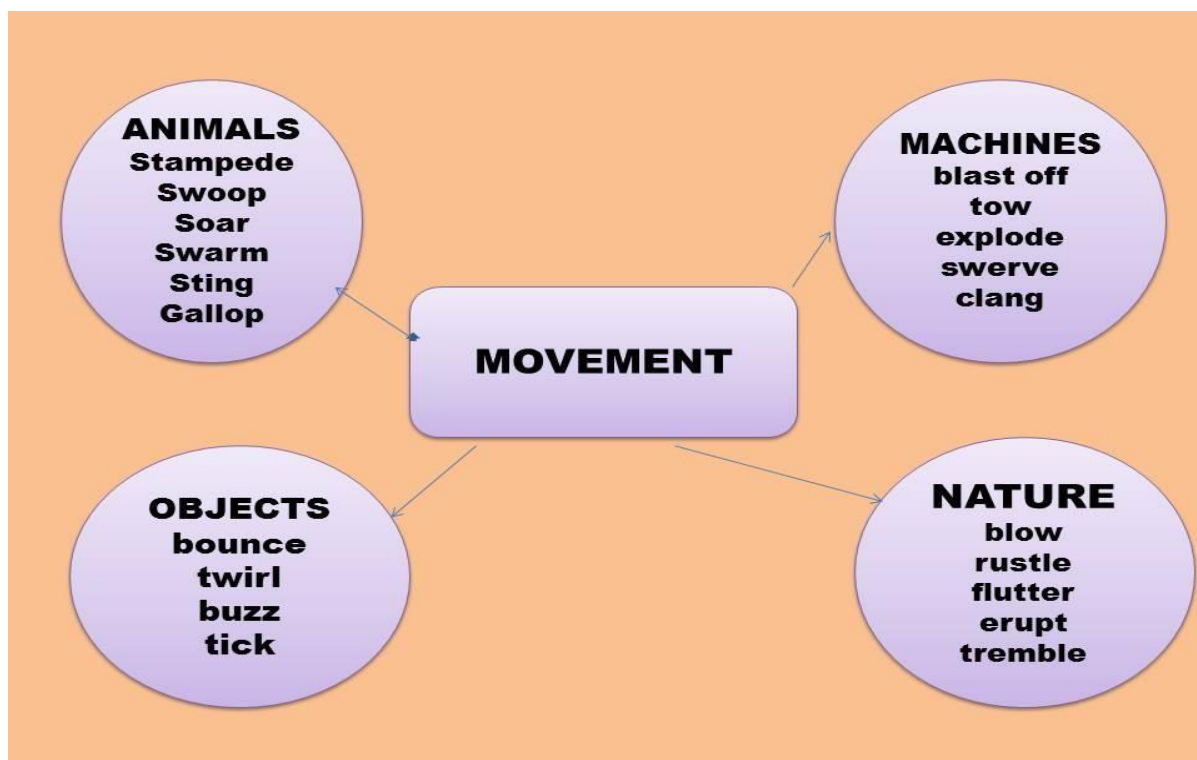 ANIMALS
Stampede
Swoop
Soar
Swarm
Sting
Gallop
MACHINES
blast off
tow
explode
swerve
clang
MOVEMENT
OBJECTS
bounce
twirl
buzz
tick
NATURE
blow
rustle
flutter
erupt
tremble